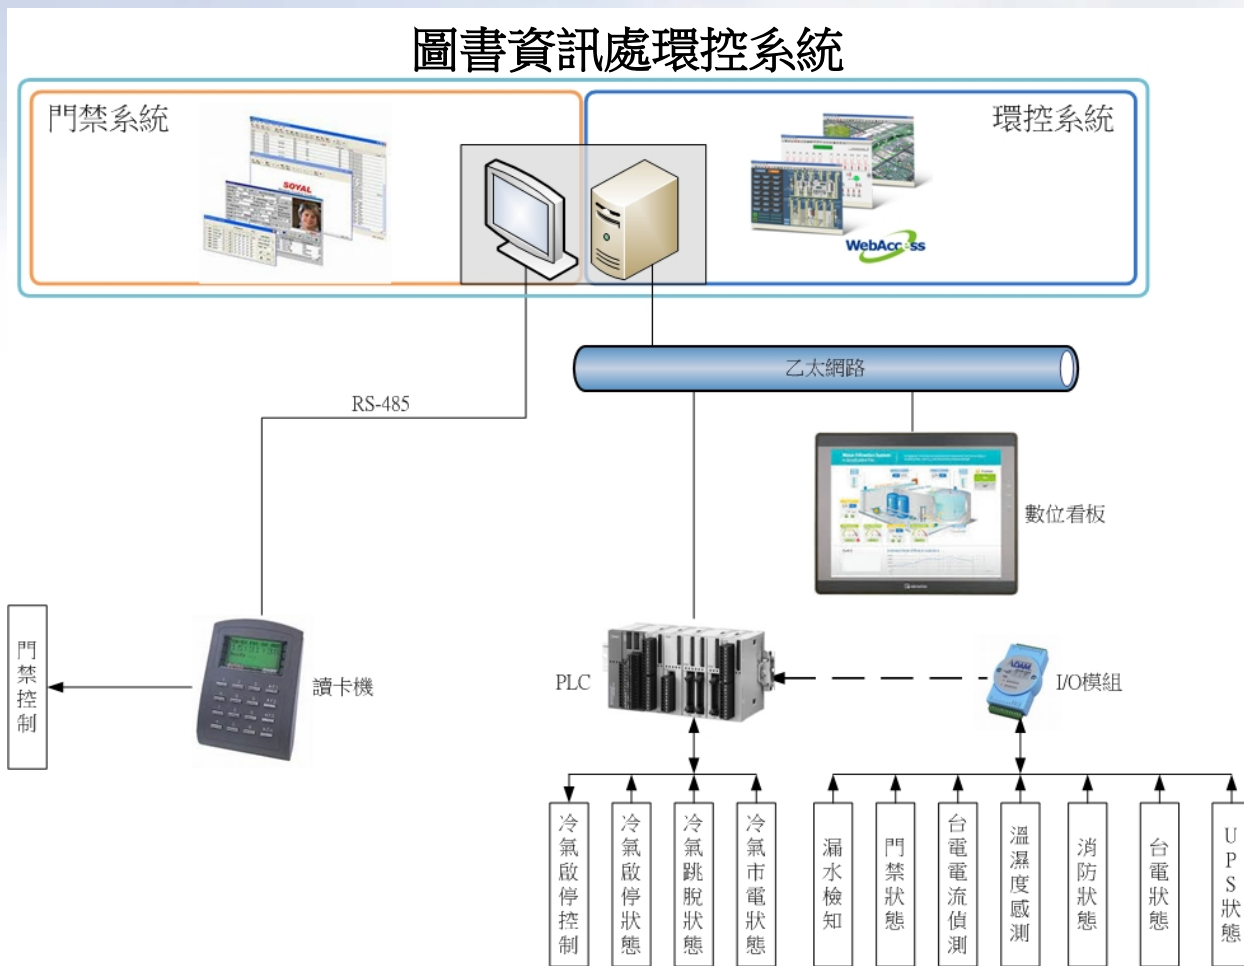 圖書資訊處環控系統
門禁系統
環控系統
SOYAL
WebAccess
乙太網路
RS-485
數位看板
門禁控制
讀卡機
PLC
ADAM
I/O模組
冷氣啟停控制
冷氣啟停狀態
冷氣跳脫狀態
冷氣市電狀態
漏水檢知
門禁狀態
台電電流偵測
溫濕度感測
消防狀態
台電狀態
UPS狀態